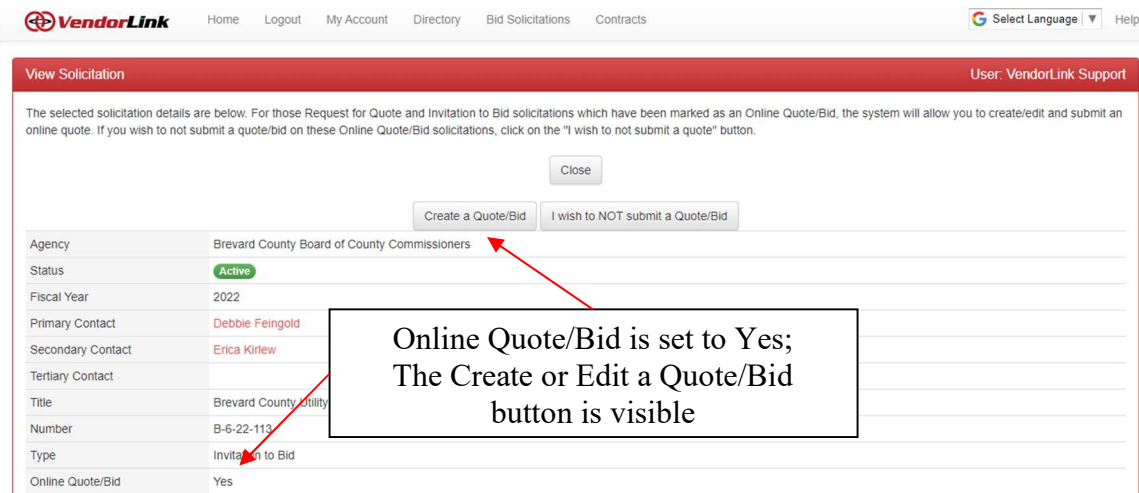 VendorLink Home Logout My Account Directory Bid Solicitations Contracts Select Language ▼ Help
View Solicitation User: VendorLink Support
The selected solicitation details are below. For those Request for Quote and Invitation to Bid solicitations which have been marked as an Online Quote/Bid, the system will allow you to create/edit and submit an
online quote. If you wish to not submit a quote/bid on these Online Quote/Bid solicitations, click on the "I wish to not submit a quote" button.
Close
Create a Quote/Bid I wish to NOT submit a Quote/Bid
Agency Brevard County Board of County Commissioners
Status Active
Fiscal Year 2022
Primary Contact Debbie Feingold
Secondary Contact Erica Kirlew
Tertiary Contact
Title Brevard County Utility
Number B-6-22-113
Type Invitation to Bid
Online Quote/Bid Yes
Online Quote/Bid is set to Yes;
The Create or Edit a Quote/Bid
button is visible